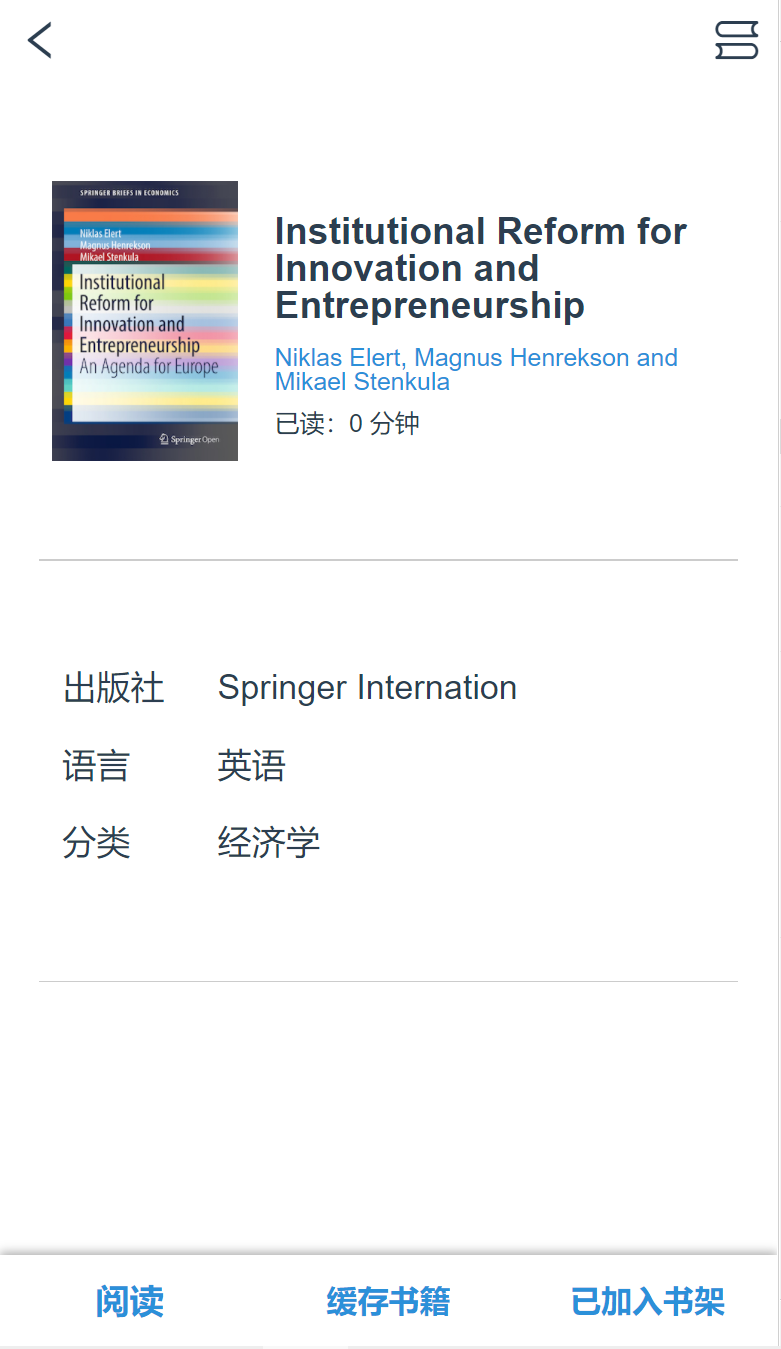 SPRINGER BRIEFS IN ECONOMICS
Niklas Elert
Magnus Henrekson
Mikael Stenkula
Institutional
Reform for
Innovation and
Entrepreneurship
An Agenda for Europe
Springer Open
Institutional Reform for
Innovation and
Entrepreneurship
Niklas Elert, Magnus Henrekson and
Mikael Stenkula
已读：0 分钟
出版社 Springer Internation
语言 英语
分类 经济学
阅读 缓存书籍 已加入书架